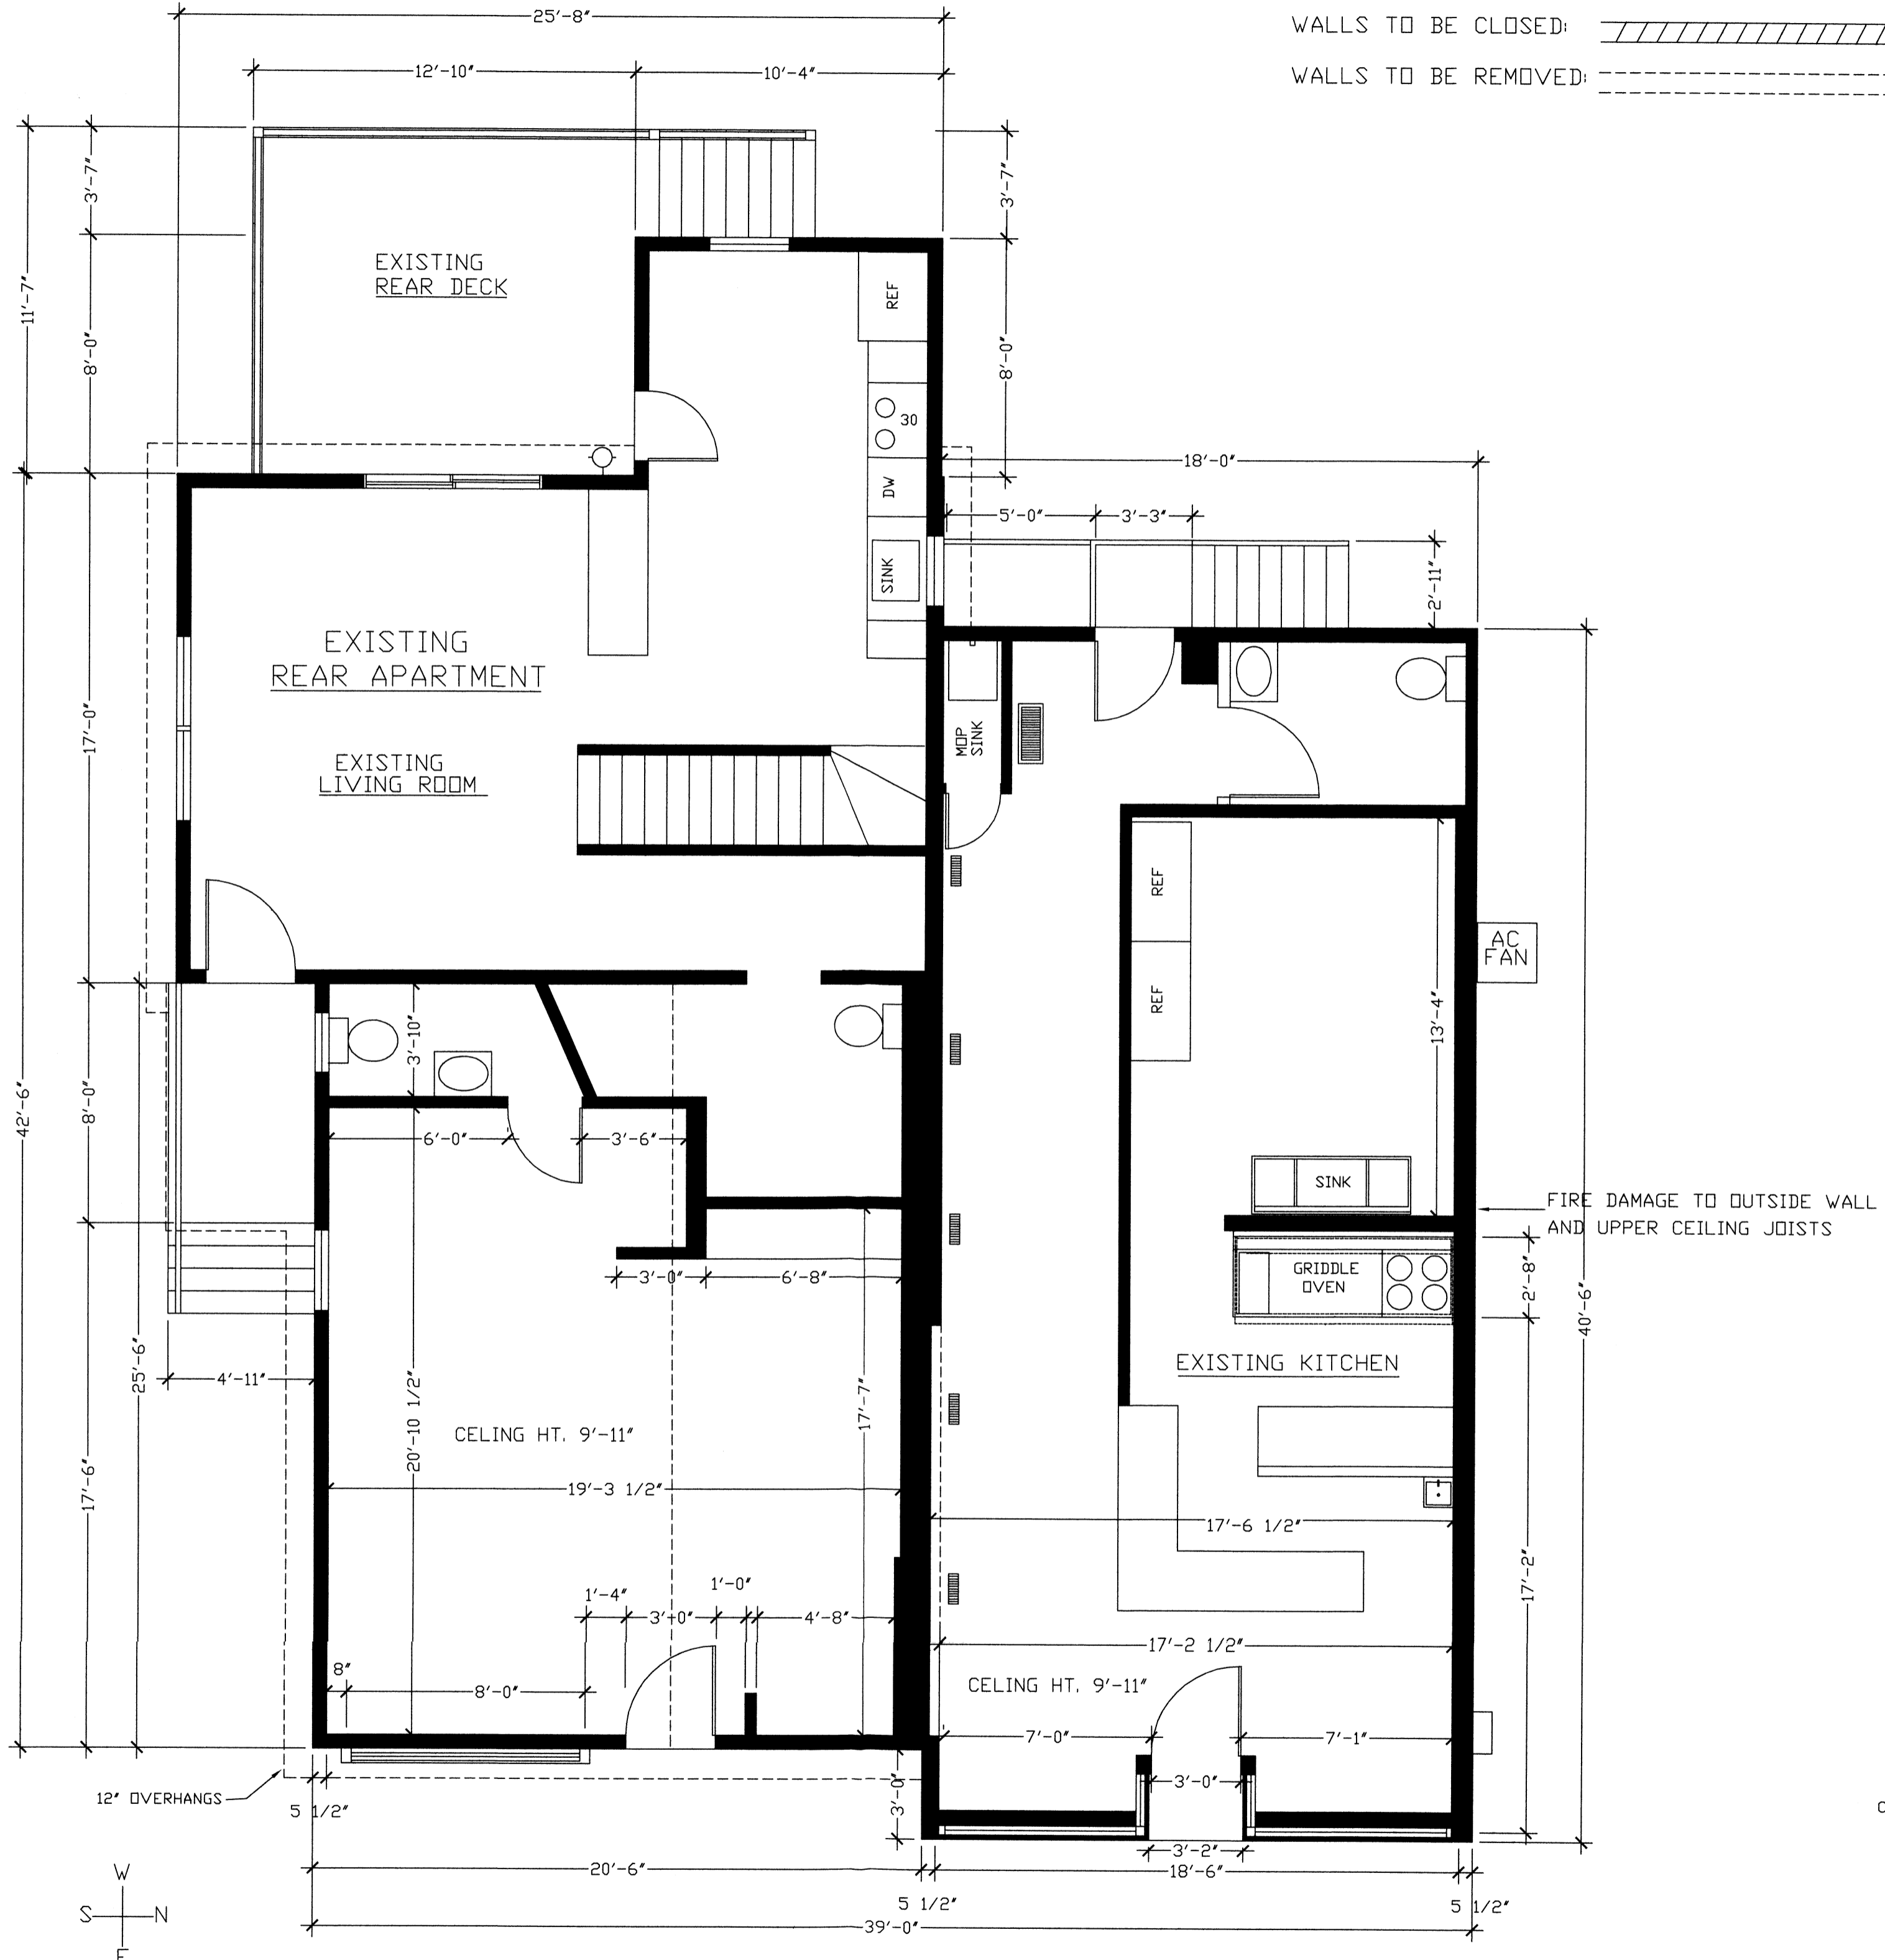 25'-8"
WALLS TO BE CLOSED:
12'-10"
10'-4"
WALLS TO BE REMOVED:
3'-7"
3'-7"
EXISTING
REAR DECK
REF
11'-7"
8'-0"
8'-0"
30
18'-0"
DW
5'-0"
3'-3"
SINK
2'-11"
EXISTING
REAR APARTMENT
17'-0"
MOP
SINK
EXISTING
LIVING ROOM
REF
AC
FAN
REF
13'-4"
3'-10"
42'-6"
8'-0"
6'-0"
3'-6"
SINK
FIRE DAMAGE TO OUTSIDE WALL
AND UPPER CEILING JOISTS
3'-0"
6'-8"
GRIDDLE
OVEN
2'-8"
40'-6"
EXISTING KITCHEN
4'-11"
25'-6"
20'-10 1/2"
17'-7"
CELING HT. 9'-11"
17'-6"
19'-3 1/2"
17'-6 1/2"
17'-2"
1'-4"
1'-0"
3'-0"
4'-8"
17'-2 1/2"
8"
8'-0"
CELING HT. 9'-11"
7'-0"
7'-1"
3'-0"
3'-0"
12" OVERHANGS
5 1/2"
3'-2"
20'-6"
18'-6"
5 1/2"
5 1/2"
39'-0"
W
S
N
E